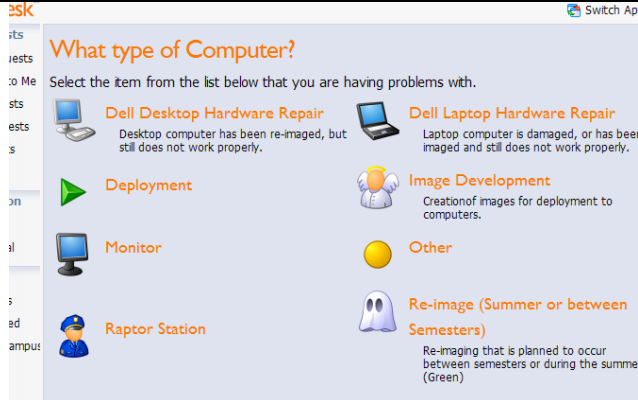 esk
Switch Ap
sts
uests
to Me
sts
ests
s
on
al
s
ed
ampus
What type of Computer?
Select the item from the list below that you are having problems with.
Dell Desktop Hardware Repair
Desktop computer has been re-imaged, but
still does not work properly.
Dell Laptop Hardware Repair
Laptop computer is damaged, or has been
imaged and still does not work properly.
Deployment
Image Development
Creationof images for deployment to
computers.
Monitor
Other
Raptor Station
Re-image (Summer or between
Semesters)
Re-imaging that is planned to occur
between semesters or during the summe
(Green)